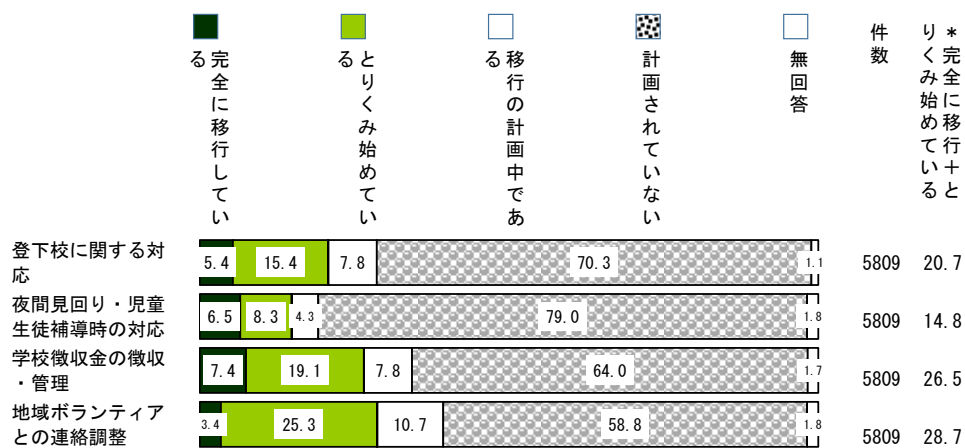 完全に移行してい
る
とりくみ始めてい
る
移行の計画中であ
る
計画されていない
無回答
件数
*完全に移行+と
りくみ始めている
登下校に関する対
応
5.4 15.4 7.8 70.3 1.1 5809 20.7
夜間見回り・児童
生徒補導時の対応
6.5 8.3 4.3 79.0 1.8 5809 14.8
学校徴収金の徴収
・管理
7.4 19.1 7.8 64.0 1.7 5809 26.5
地域ボランティア
との連絡調整
3.4 25.3 10.7 58.8 1.8 5809 28.7